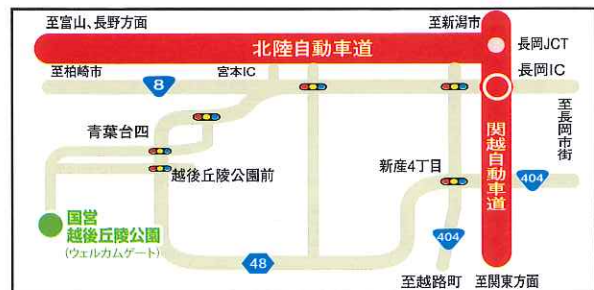 至富山、長野方面
至新潟市
北陸自動車道
長岡JCT
至柏崎市
宮本IC
長岡IC
8
至長岡市街
青葉台四
関越自動車道
新産4丁目
越後丘陵公園前
404
国営
越後丘陵公園
(ウェルカムゲート)
404
48
至越路町
至関東方面